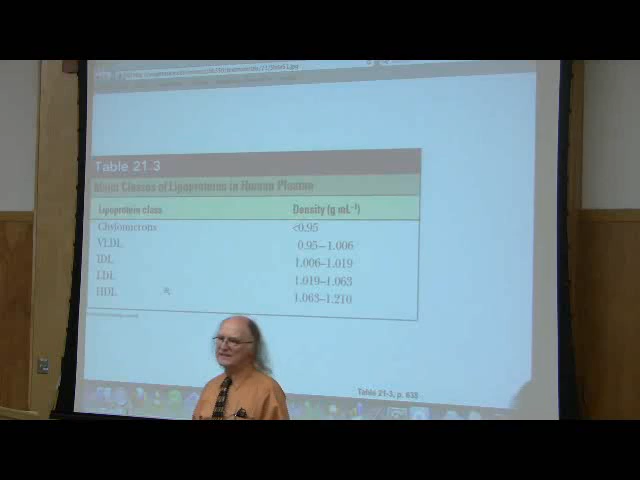 Table 21.3
Major Classes of Lipoproteins in Human Plasma
Lipoprotein class Density (g mL⁻¹)
Chylomicrons <0.95
VLDL 0.95–1.006
IDL 1.006–1.019
LDL 1.019–1.063
HDL 1.063–1.210
Table 21-3, p. 635